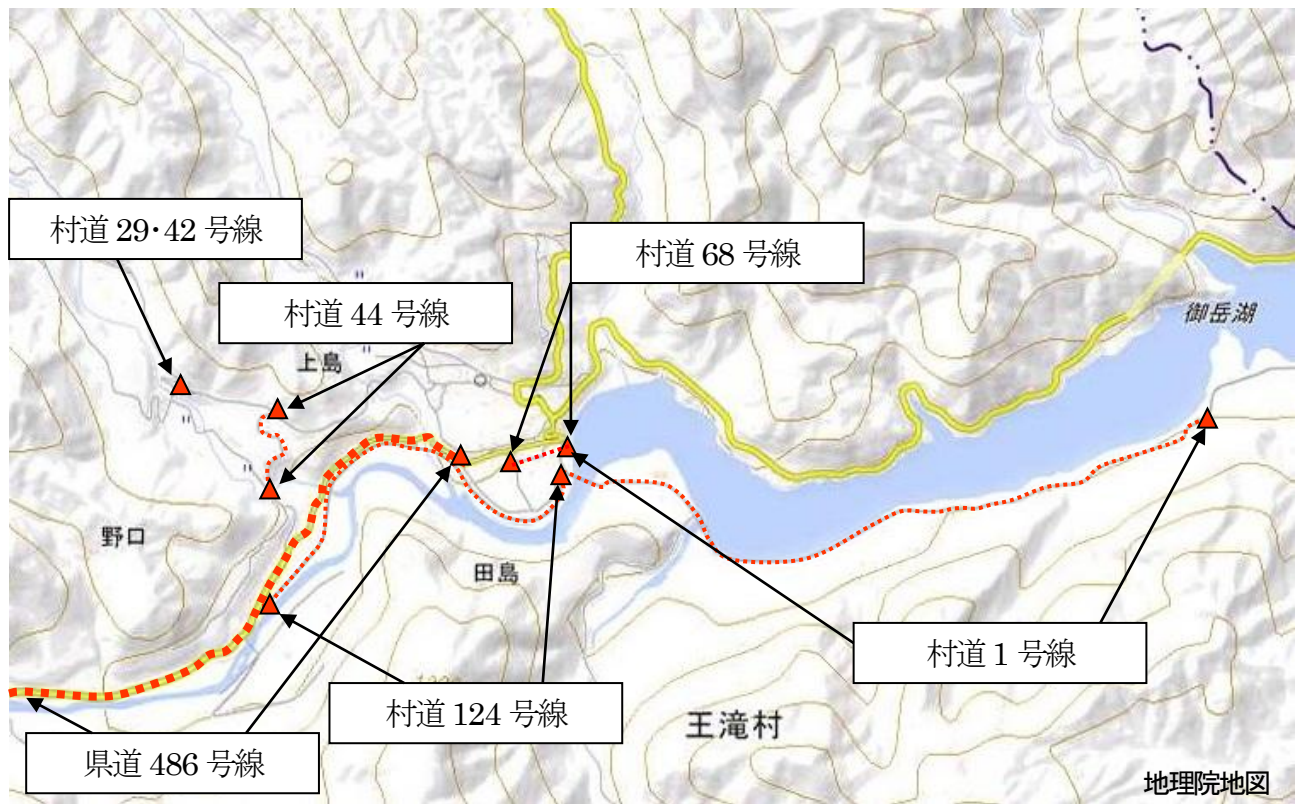 村道 29・42 号線
村道 68 号線
村道 44 号線
御岳湖
上島
野口
田島
村道 1 号線
村道 124 号線
王滝村
県道 486 号線
地理院地図